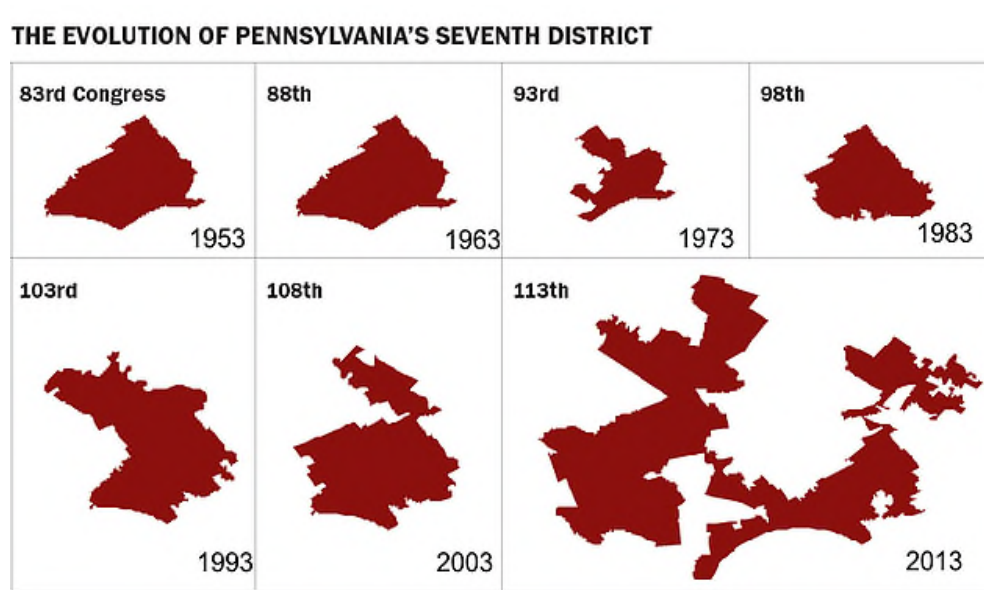 THE EVOLUTION OF PENNSYLVANIA'S SEVENTH DISTRICT
83rd Congress
1953
88th
1963
93rd
1973
98th
1983
103rd
1993
108th
2003
113th
2013